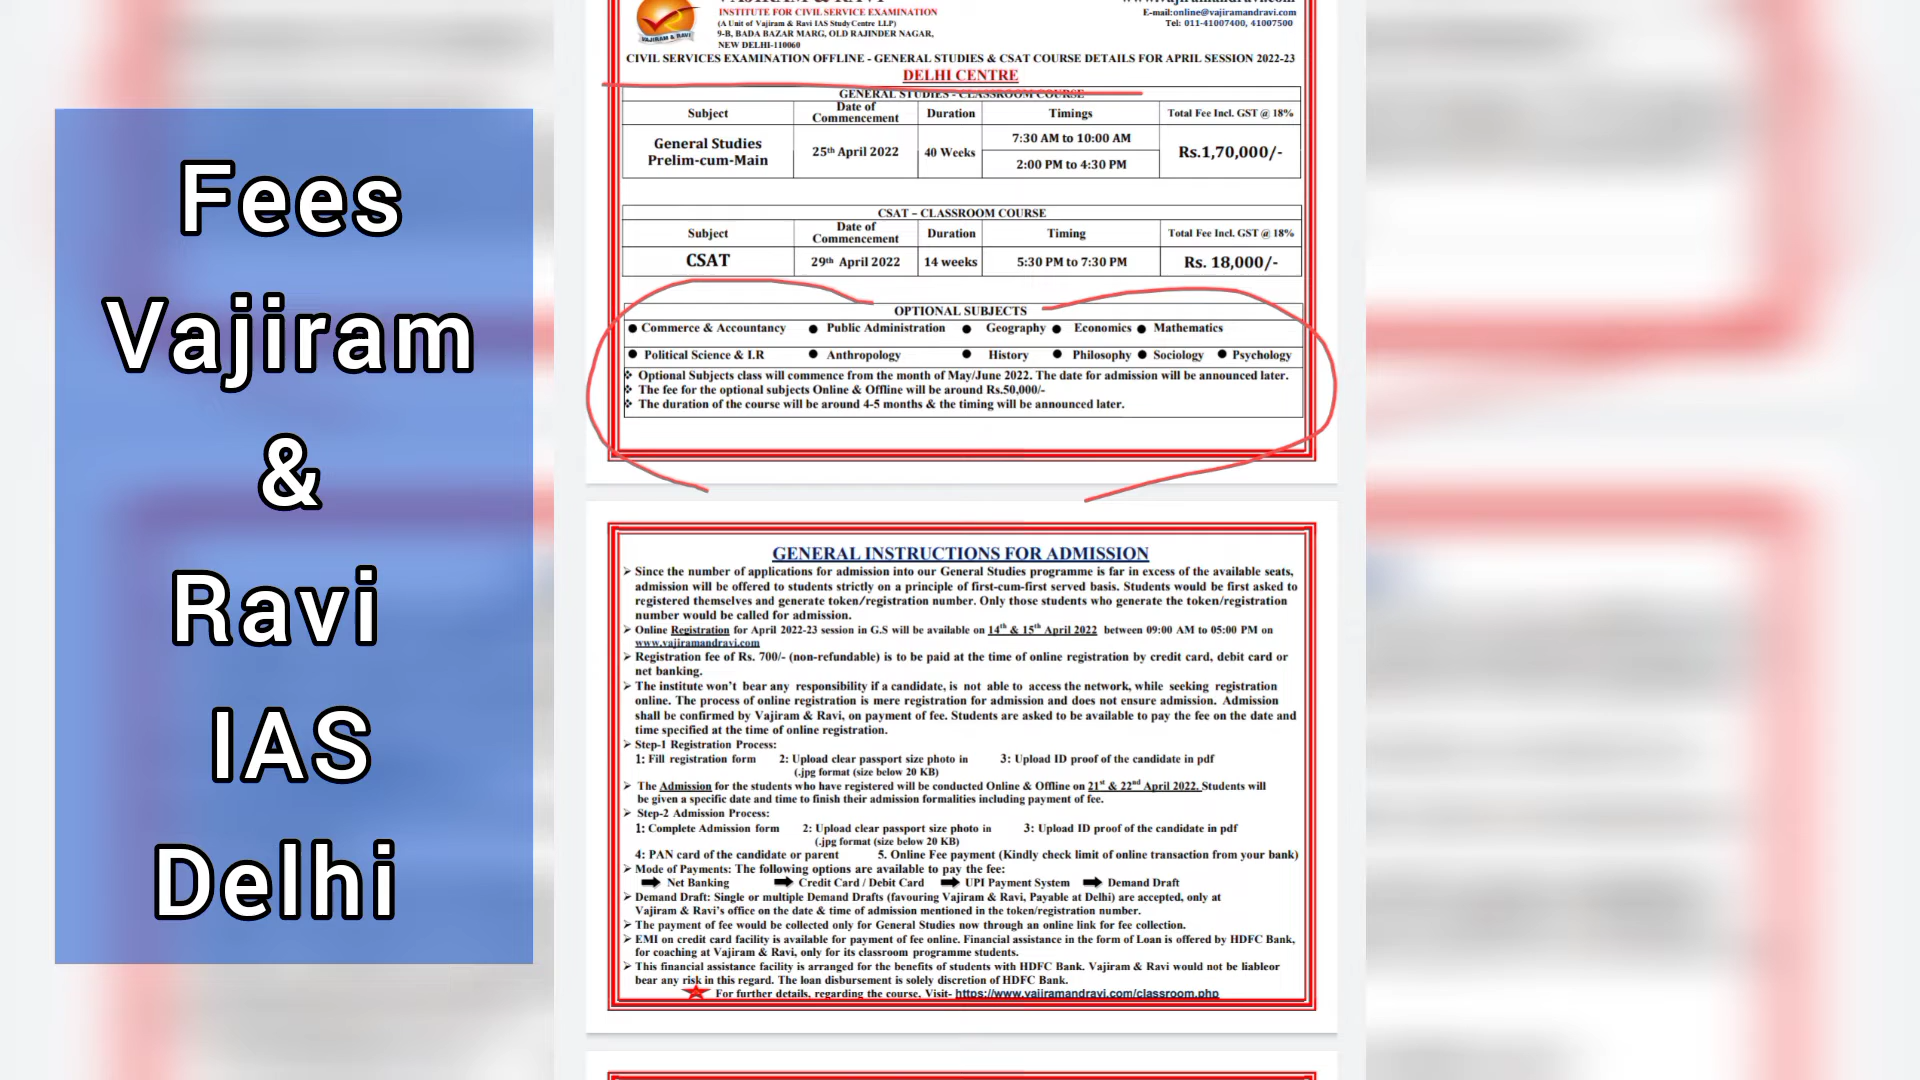 Fees
Vajiram
&
Ravi
IAS
Delhi
INSTITUTE FOR CIVIL SERVICE EXAMINATION
(A Unit of Vajiram & Ravi IAS Study Centre LLP)
9-B, BADA BAZAR MARG, OLD RAJINDER NAGAR,
NEW DELHI-110060
E-mail:online@vajiramandravi.com
Tel: 011-41007400, 41007500
VAJIRAM & RAVI
CIVIL SERVICES EXAMINATION OFFLINE - GENERAL STUDIES & CSAT COURSE DETAILS FOR APRIL SESSION 2022-23
DELHI CENTRE
GENERAL STUDIES - CLASSROOM COURSE
Subject Date of Commencement Duration Timings Total Fee Incl. GST @ 18%
General Studies Prelim-cum-Main 25th April 2022 40 Weeks 7:30 AM to 10:00 AM 2:00 PM to 4:30 PM Rs.1,70,000/-
CSAT – CLASSROOM COURSE
Subject Date of Commencement Duration Timing Total Fee Incl. GST @ 18%
CSAT 29th April 2022 14 weeks 5:30 PM to 7:30 PM Rs. 18,000/-
OPTIONAL SUBJECTS
● Commerce & Accountancy ● Public Administration ● Geography ● Economics ● Mathematics
● Political Science & I.R ● Anthropology ● History ● Philosophy ● Sociology ● Psychology
❖ Optional Subjects class will commence from the month of May/June 2022. The date for admission will be announced later.
❖ The fee for the optional subjects Online & Offline will be around Rs.50,000/-
❖ The duration of the course will be around 4-5 months & the timing will be announced later.
GENERAL INSTRUCTIONS FOR ADMISSION
➢ Since the number of applications for admission into our General Studies programme is far in excess of the available seats,
admission will be offered to students strictly on a principle of first-cum-first served basis. Students would be first asked to
registered themselves and generate token/registration number. Only those students who generate the token/registration
number would be called for admission.
➢ Online Registration for April 2022-23 session in G.S will be available on 14th & 15th April 2022 between 09:00 AM to 05:00 PM on
www.vajiramandravi.com
➢ Registration fee of Rs. 700/- (non-refundable) is to be paid at the time of online registration by credit card, debit card or
net banking.
➢ The institute won't bear any responsibility if a candidate, is not able to access the network, while seeking registration
online. The process of online registration is mere registration for admission and does not ensure admission. Admission
shall be confirmed by Vajiram & Ravi, on payment of fee. Students are asked to be available to pay the fee on the date and
time specified at the time of online registration.
➢ Step-1 Registration Process:
1: Fill registration form 2: Upload clear passport size photo in 3: Upload ID proof of the candidate in pdf
(.jpg format (size below 20 KB)
➢ The Admission for the students who have registered will be conducted Online & Offline on 21st & 22nd April 2022. Students will
be given a specific date and time to finish their admission formalities including payment of fee.
➢ Step-2 Admission Process:
1: Complete Admission form 2: Upload clear passport size photo in 3: Upload ID proof of the candidate in pdf
(.jpg format (size below 20 KB)
4: PAN card of the candidate or parent 5. Online Fee payment (Kindly check limit of online transaction from your bank)
➢ Mode of Payments: The following options are available to pay the fee:
Net Banking Credit Card / Debit Card UPI Payment System Demand Draft
➢ Demand Draft: Single or multiple Demand Drafts (favouring Vajiram & Ravi, Payable at Delhi) are accepted, only at
Vajiram & Ravi's office on the date & time of admission mentioned in the token/registration number.
➢ The payment of fee would be collected only for General Studies now through an online link for fee collection.
➢ EMI on credit card facility is available for payment of fee online. Financial assistance in the form of Loan is offered by HDFC Bank,
for coaching at Vajiram & Ravi, only for its classroom programme students.
➢ This financial assistance facility is arranged for the benefits of students with HDFC Bank. Vajiram & Ravi would not be liableor
bear any risk in this regard. The loan disbursement is solely discretion of HDFC Bank.
For further details, regarding the course, Visit- https://www.vajiramandravi.com/classroom.php